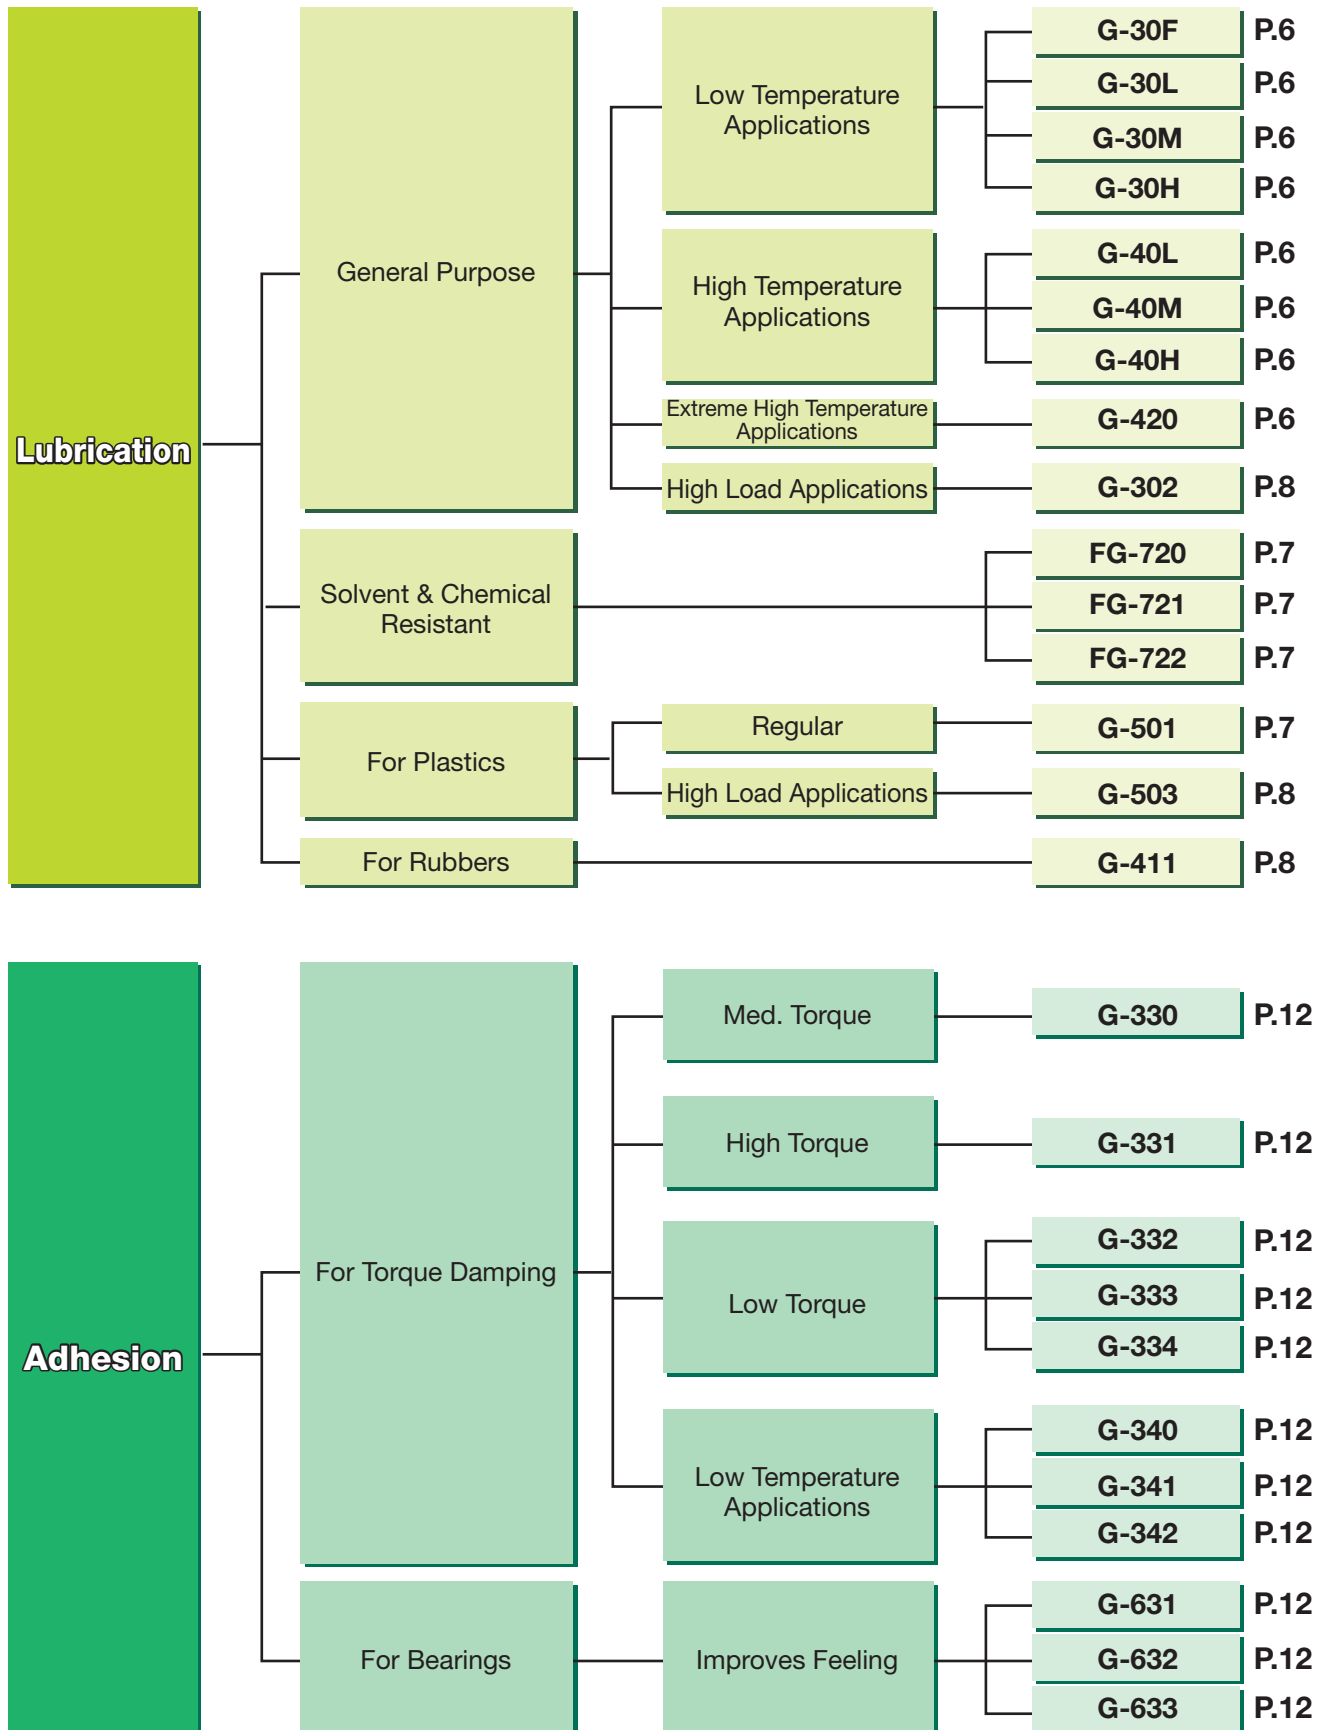 Lubrication
General Purpose
Low Temperature
Applications
G-30F P.6
G-30L P.6
G-30M P.6
G-30H P.6
High Temperature
Applications
G-40L P.6
G-40M P.6
G-40H P.6
Extreme High Temperature
Applications
G-420 P.6
High Load Applications
G-302 P.8
Solvent & Chemical
Resistant
FG-720 P.7
FG-721 P.7
FG-722 P.7
For Plastics
Regular
G-501 P.7
High Load Applications
G-503 P.8
For Rubbers
G-411 P.8
Adhesion
For Torque Damping
Med. Torque
G-330 P.12
High Torque
G-331 P.12
Low Torque
G-332 P.12
G-333 P.12
G-334 P.12
Low Temperature
Applications
G-340 P.12
G-341 P.12
G-342 P.12
For Bearings
Improves Feeling
G-631 P.12
G-632 P.12
G-633 P.12